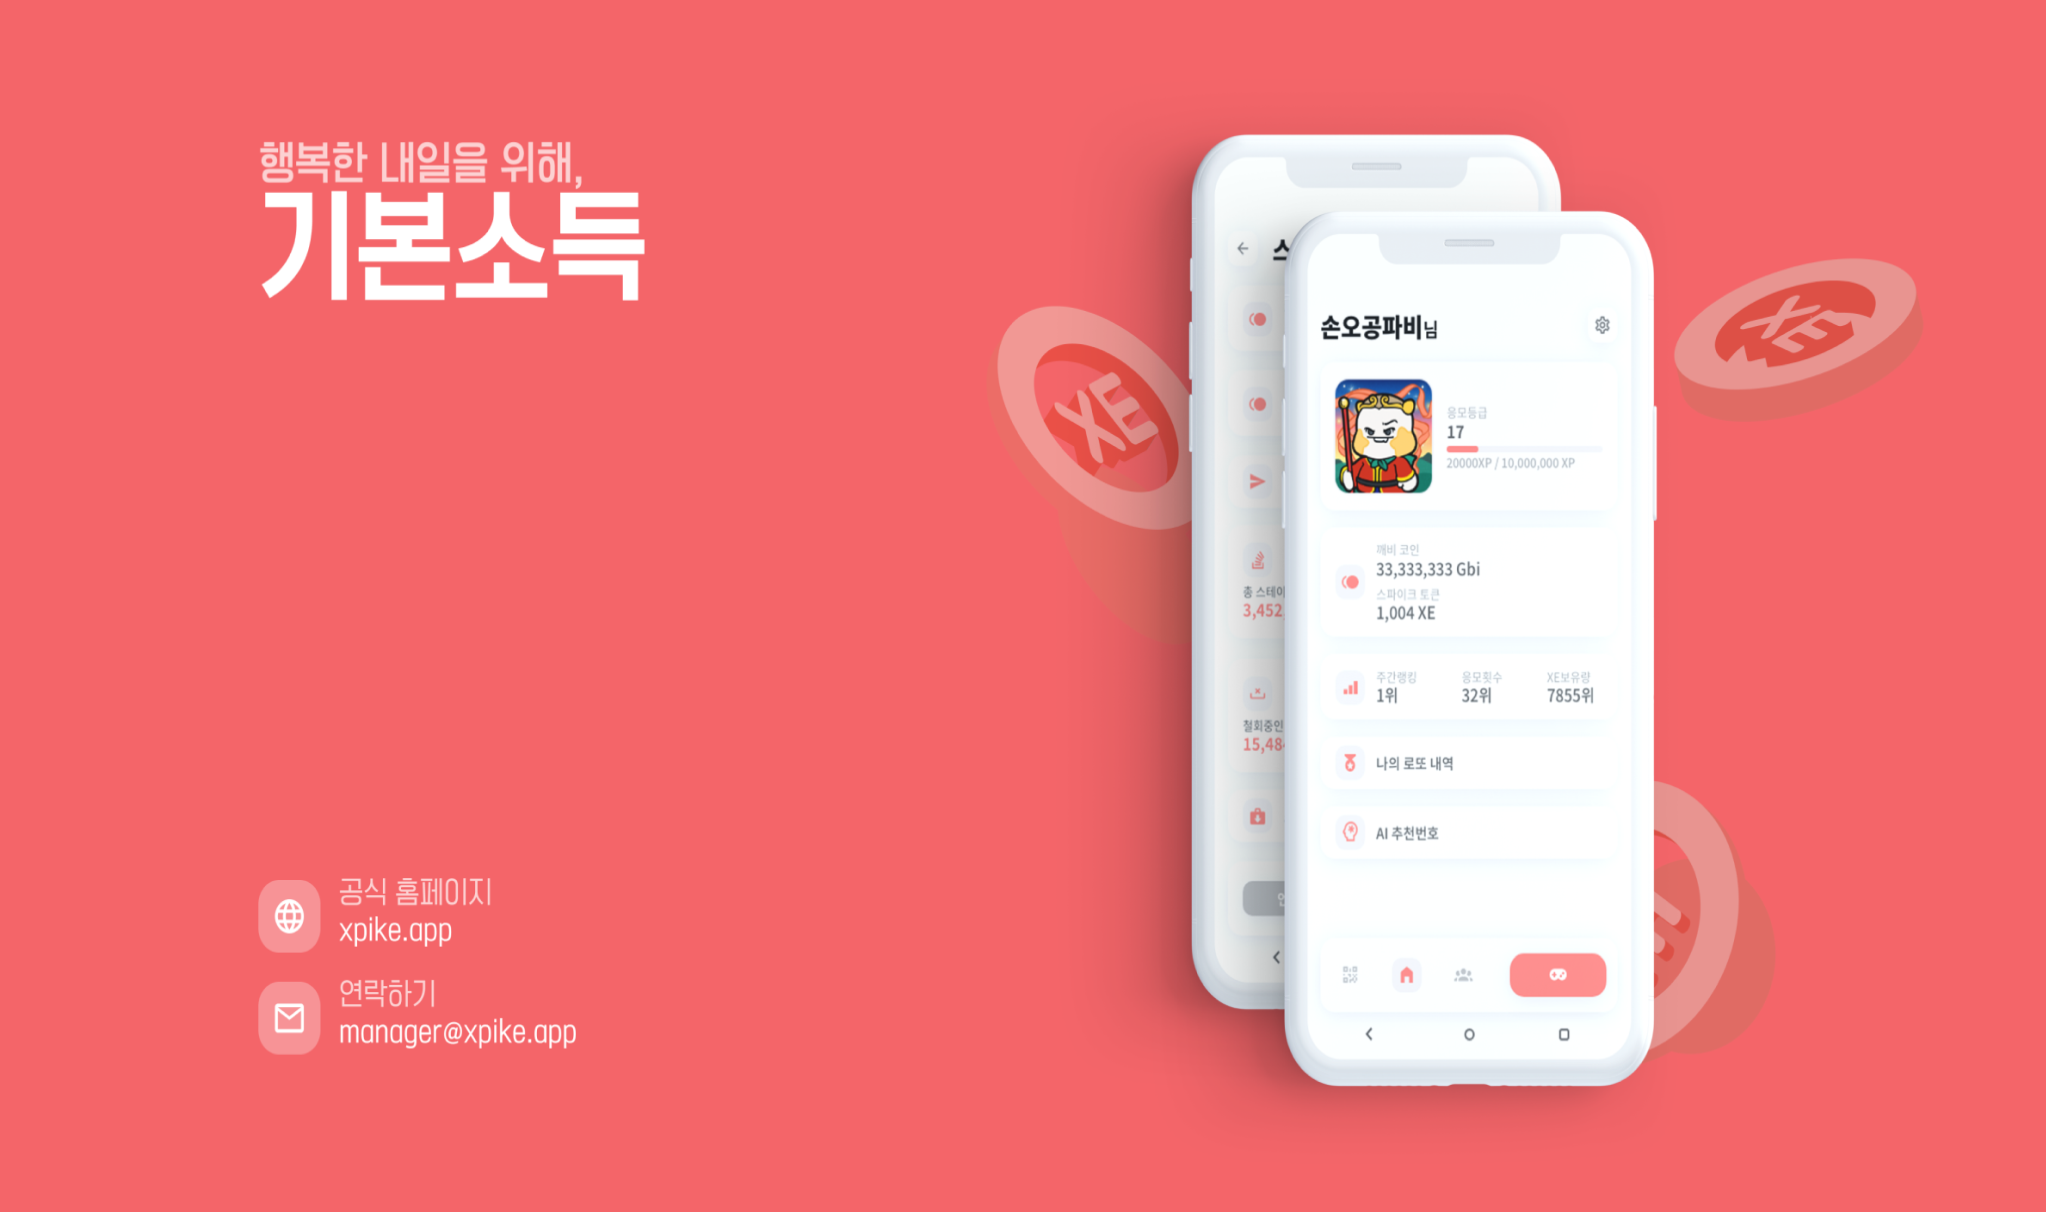 행복한 내일을 위해,
기본소득
공식 홈페이지
xpike.app
연락하기
manager@xpike.app
XE
XE
총 스테이
3,452
철회중인
15,48
손오공파비님
응모등급
17
20000XP / 10,000,000 XP
깨비 코인
33,333,333 Gbi
스파이크 토큰
1,004 XE
주간랭킹 응모횟수 XE보유량
1위 32위 7855위
나의 로또 내역
AI 추천번호